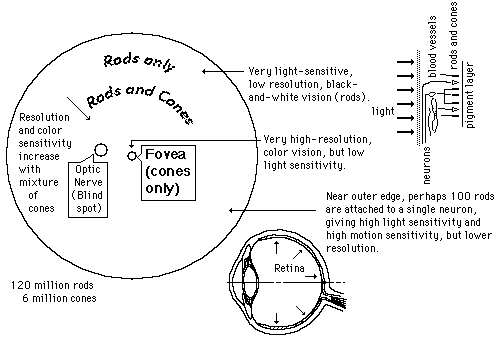 Rods only
Rods and Cones
Very light-sensitive,
low resolution, black-
and-white vision (rods).
Resolution
and color
sensitivity
increase
with
mixture
of
cones
Optic
Nerve
(Blind
spot)
Fovea
(cones
only)
Very high-resolution,
color vision, but low
light sensitivity.
light
neurons
blood vessels
rods and cones
pigment layer
Near outer edge, perhaps 100 rods
are attached to a single neuron,
giving high light sensitivity and
high motion sensitivity, but lower
resolution.
Retina
120 million rods
6 million cones